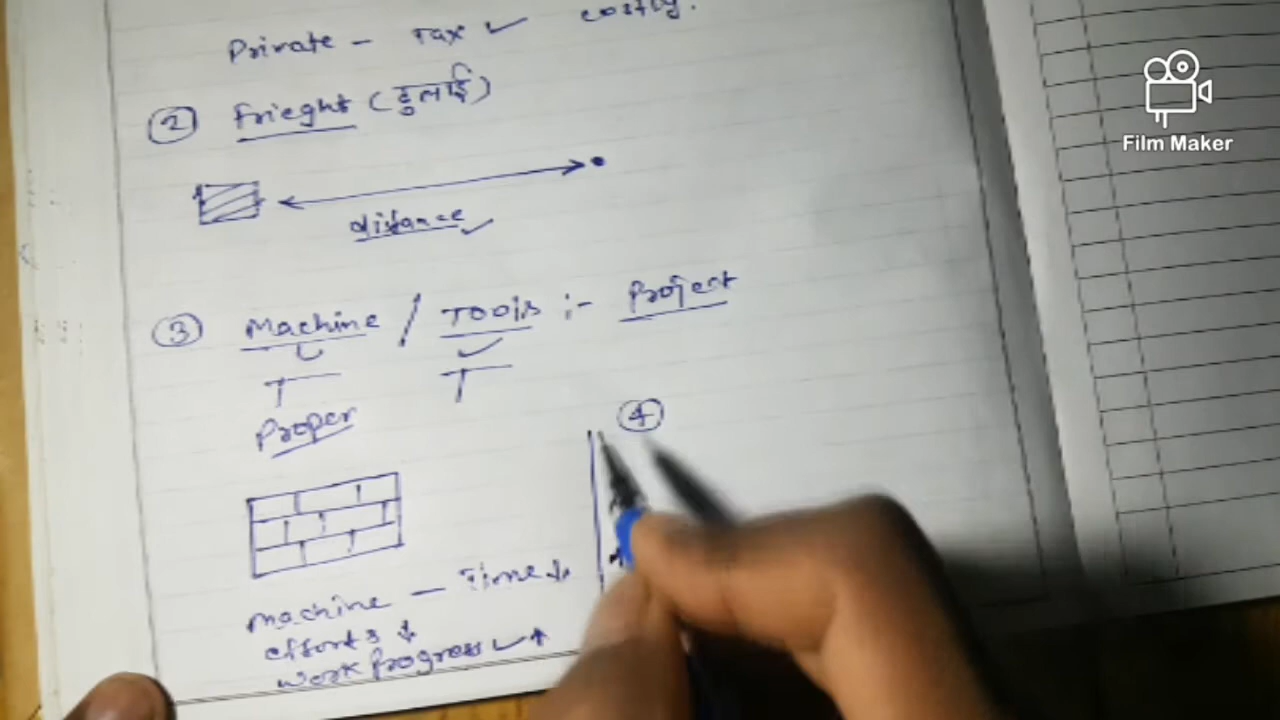 Private - Tax ✓ costly.
② Frieght (ढुलाई)
distance ✓
③ Machine / Tools :- Project
Proper
④
Machine - Time ↓
efforts ↓
work Progress ✓ ↑
Film Maker